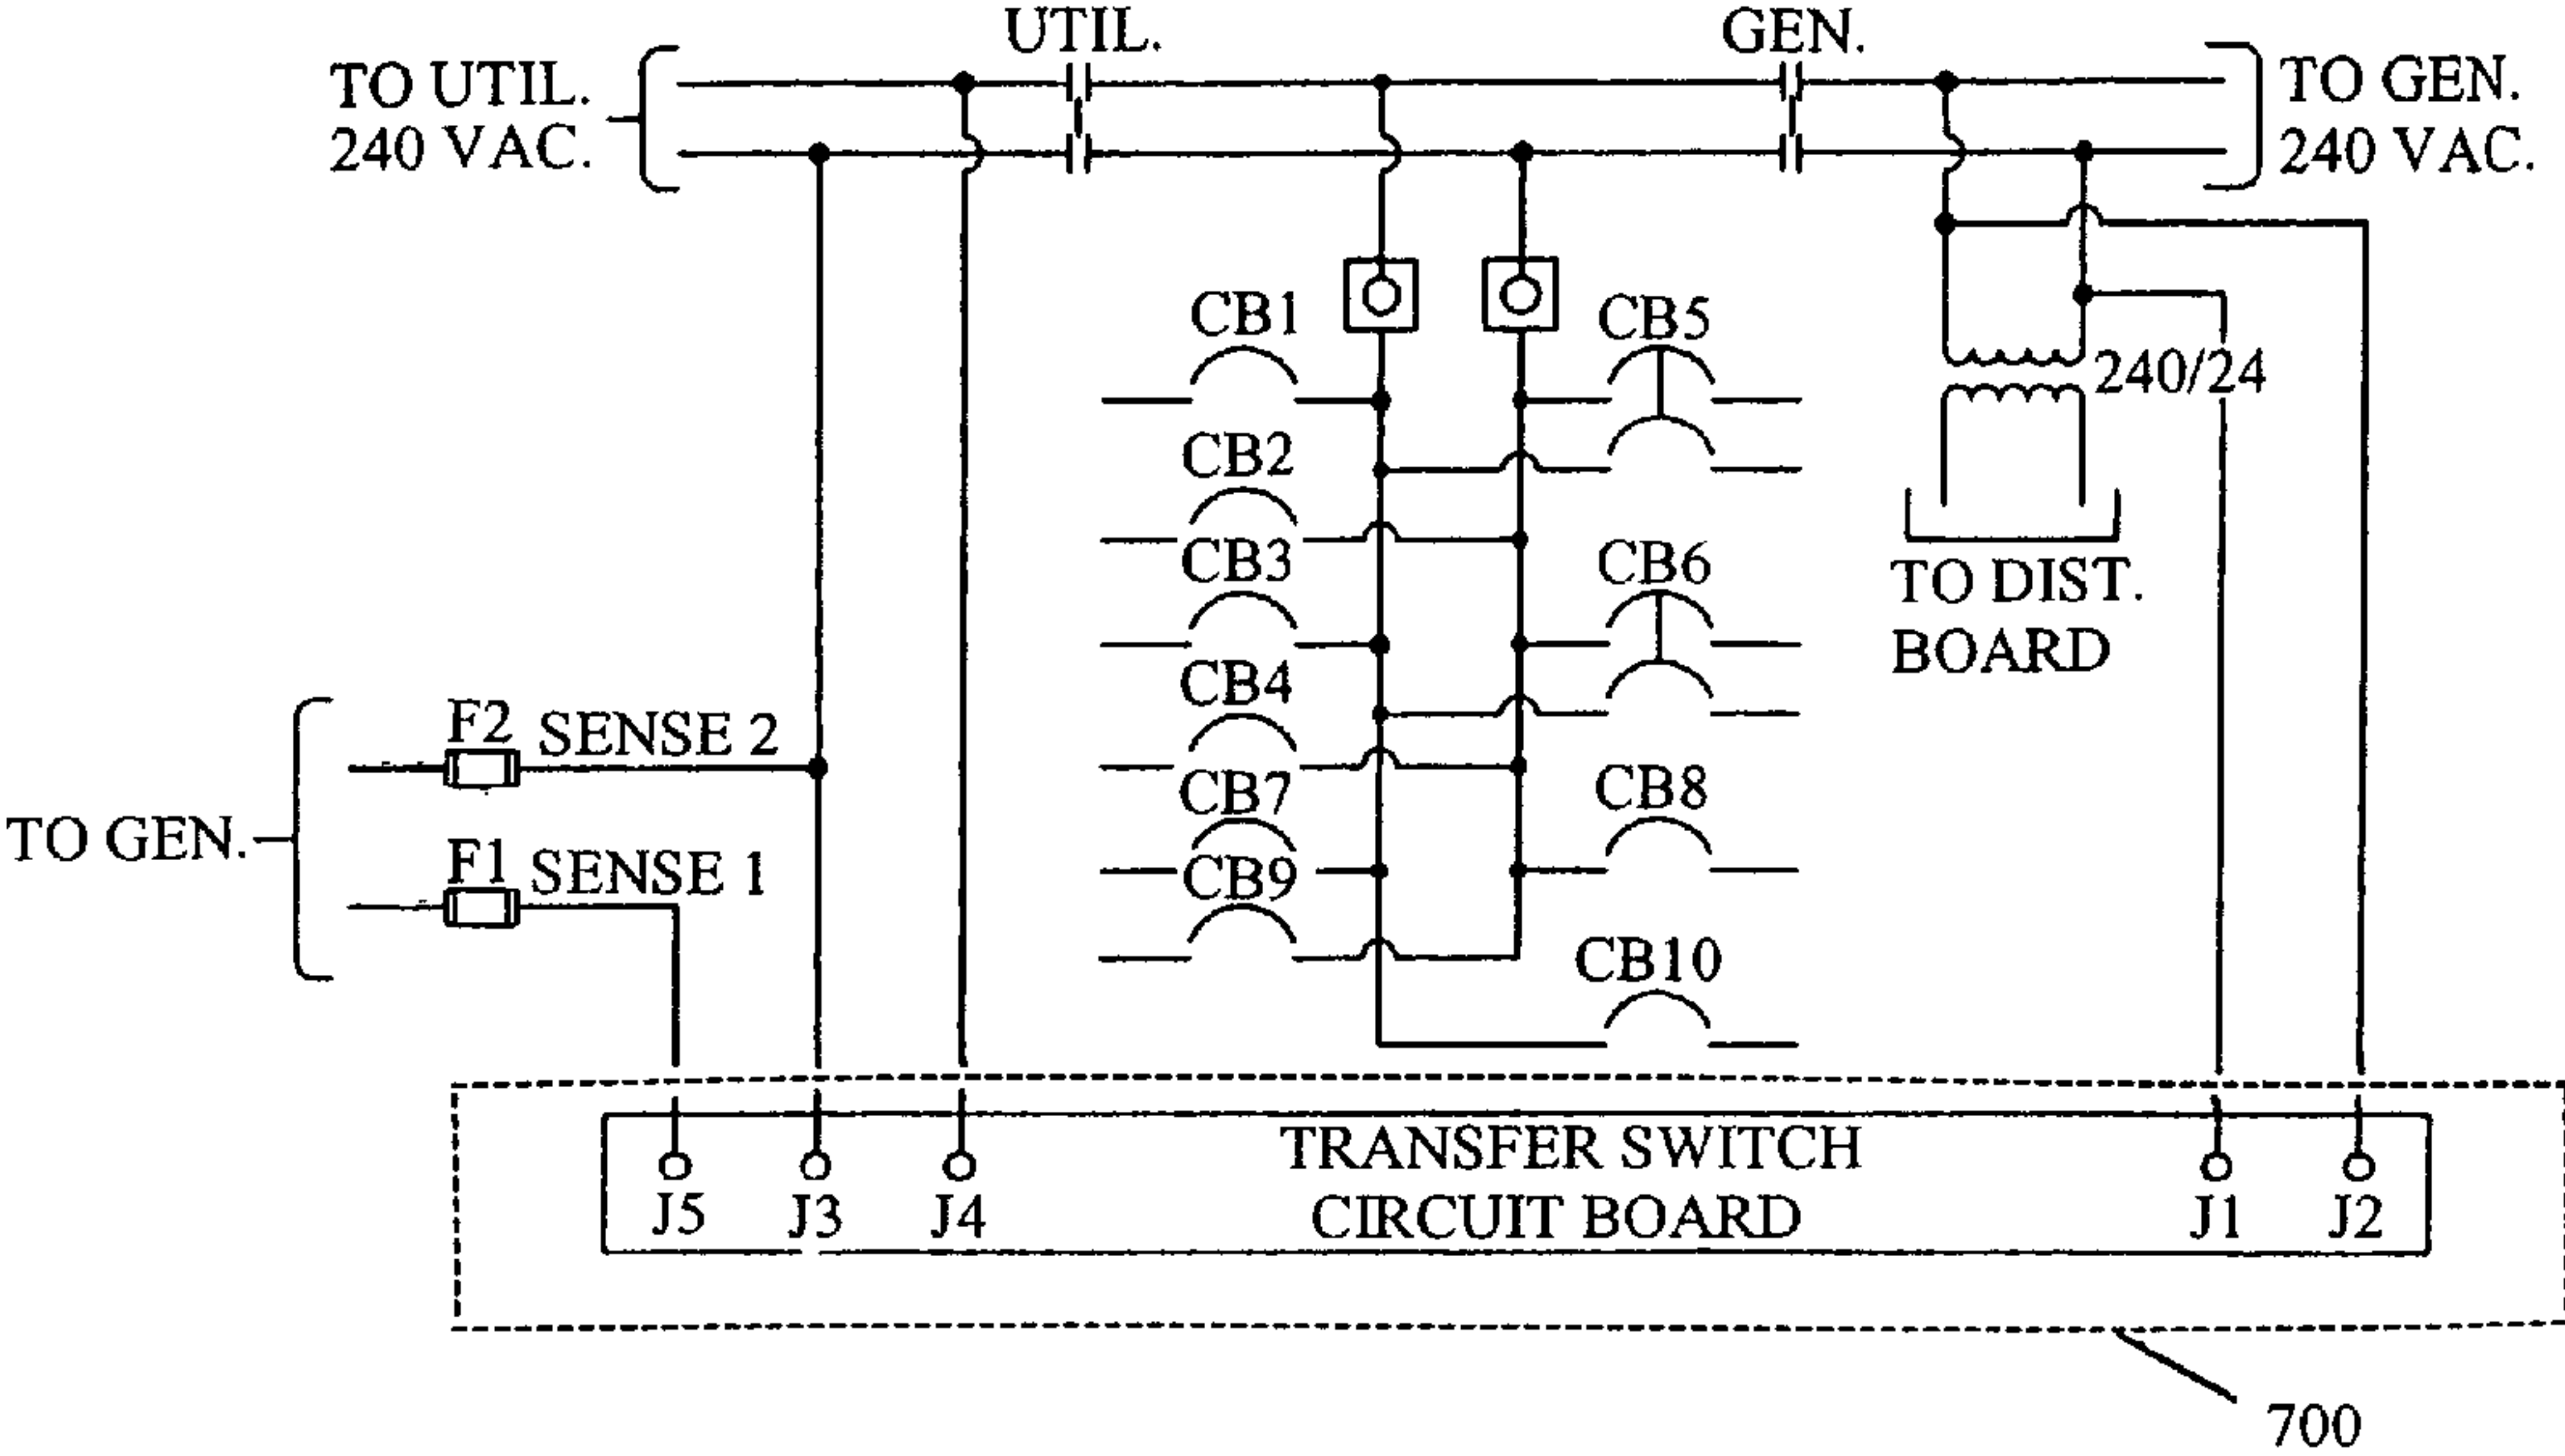 UTIL.
GEN.
TO UTIL.
240 VAC.
TO GEN.
240 VAC.
CB1
CB5
240/24
CB2
CB3
CB6
TO DIST.
BOARD
CB4
F2 SENSE 2
CB7
CB8
TO GEN.
F1 SENSE 1
CB9
CB10
TRANSFER SWITCH
CIRCUIT BOARD
J5
J3
J4
J1
J2
700